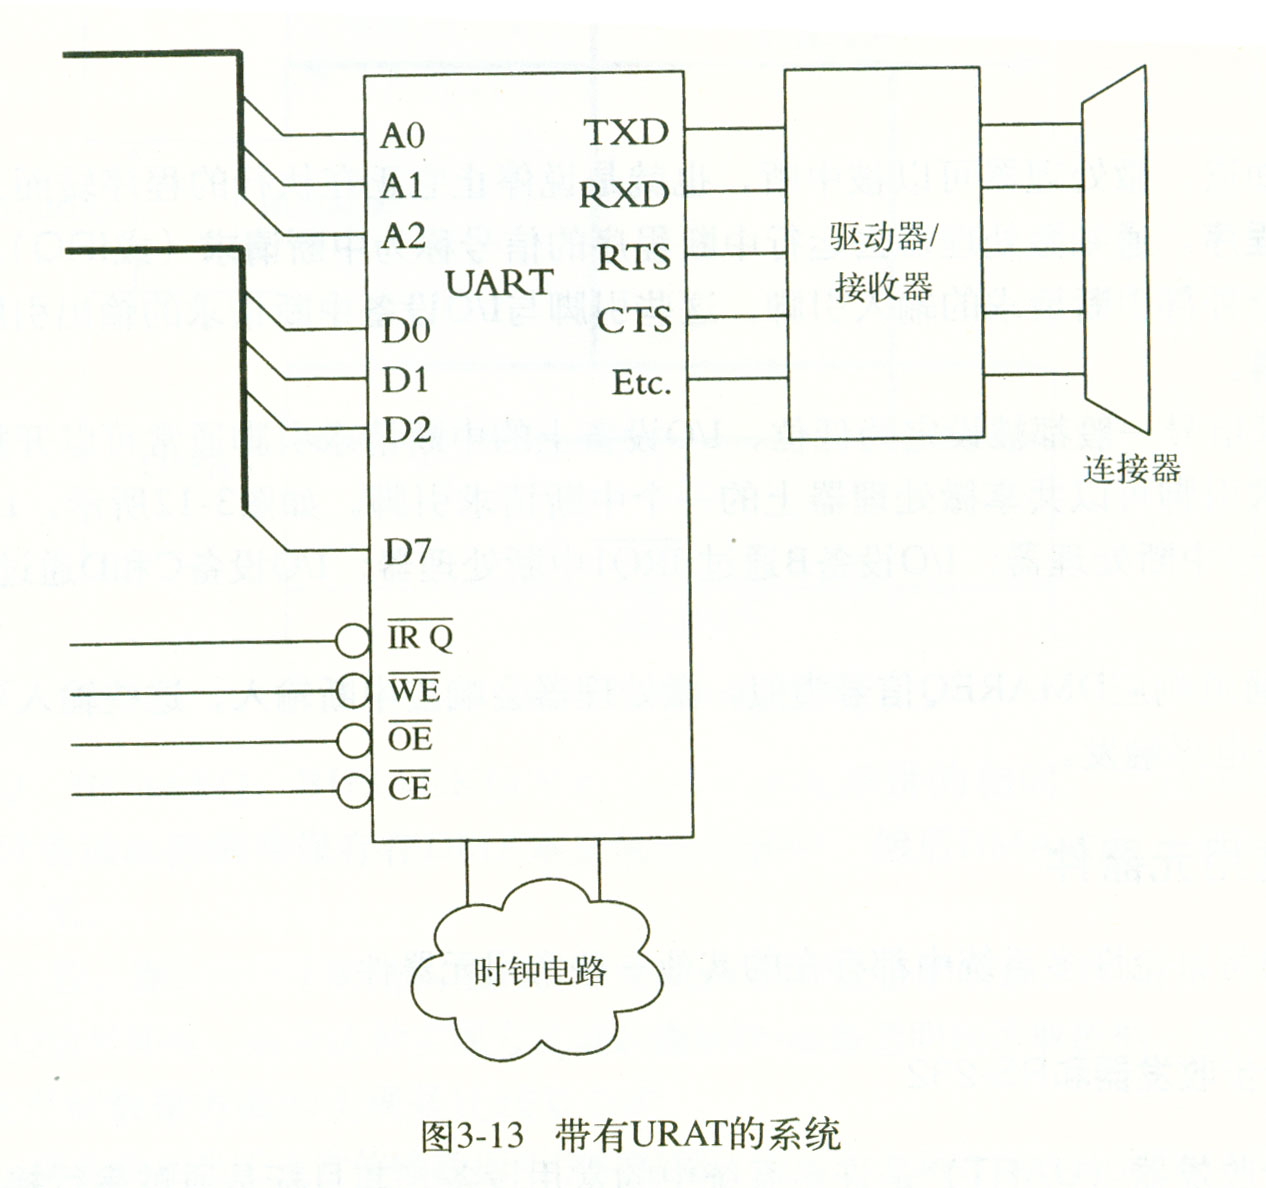 A0
A1
A2
UART
D0
D1
D2
D7
IRQ
WE
OE
CE
TXD
RXD
RTS
CTS
Etc.
驱动器/
接收器
连接器
时钟电路
图3-13 带有URAT的系统